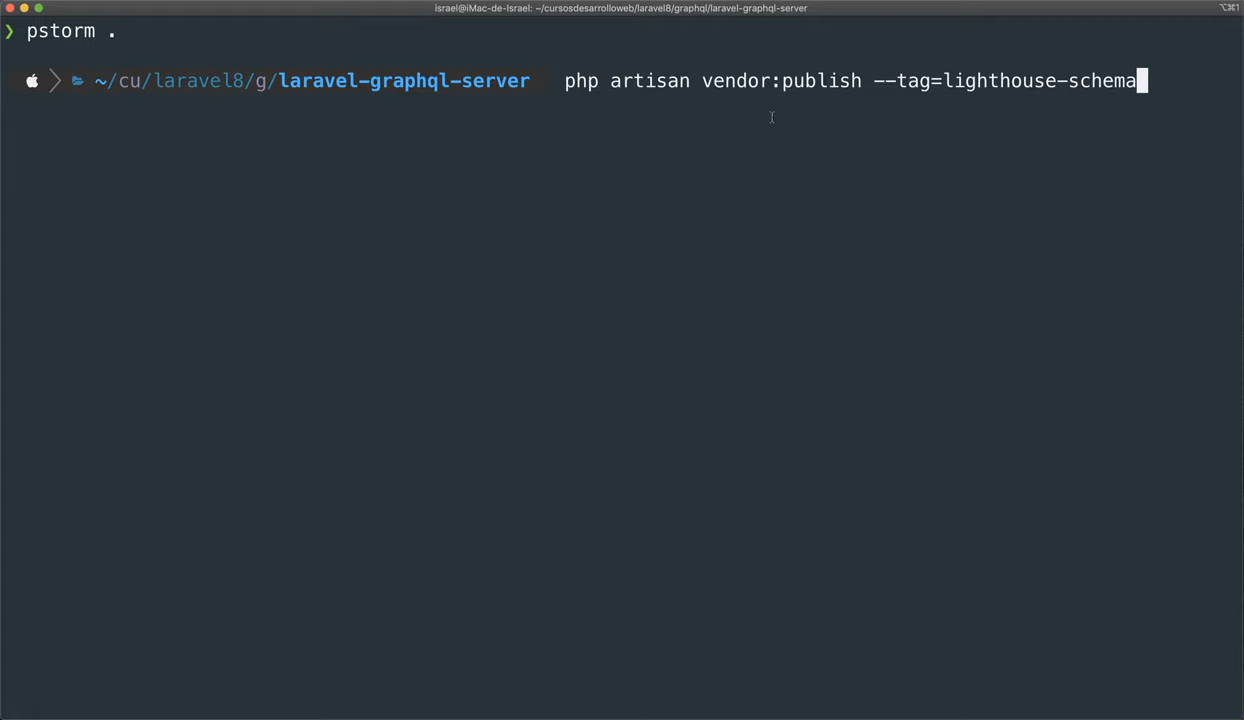 israel@iMac-de-Israel: ~/cursosdesarrolloweb/laravel8/graphql/laravel-graphql-server
⌥⌘1
❯ pstorm .
~/cu/laravel8/g/laravel-graphql-server php artisan vendor:publish --tag=lighthouse-schema